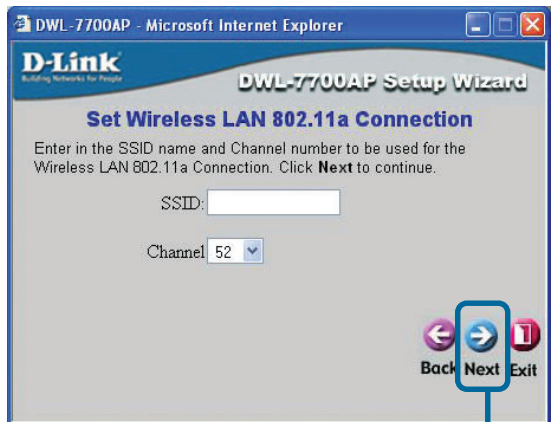 DWL-7700AP - Microsoft Internet Explorer
D-Link
Building Networks for People
DWL-7700AP Setup Wizard
Set Wireless LAN 802.11a Connection
Enter in the SSID name and Channel number to be used for the
Wireless LAN 802.11a Connection. Click Next to continue.
SSID:
Channel 52
Back Next Exit